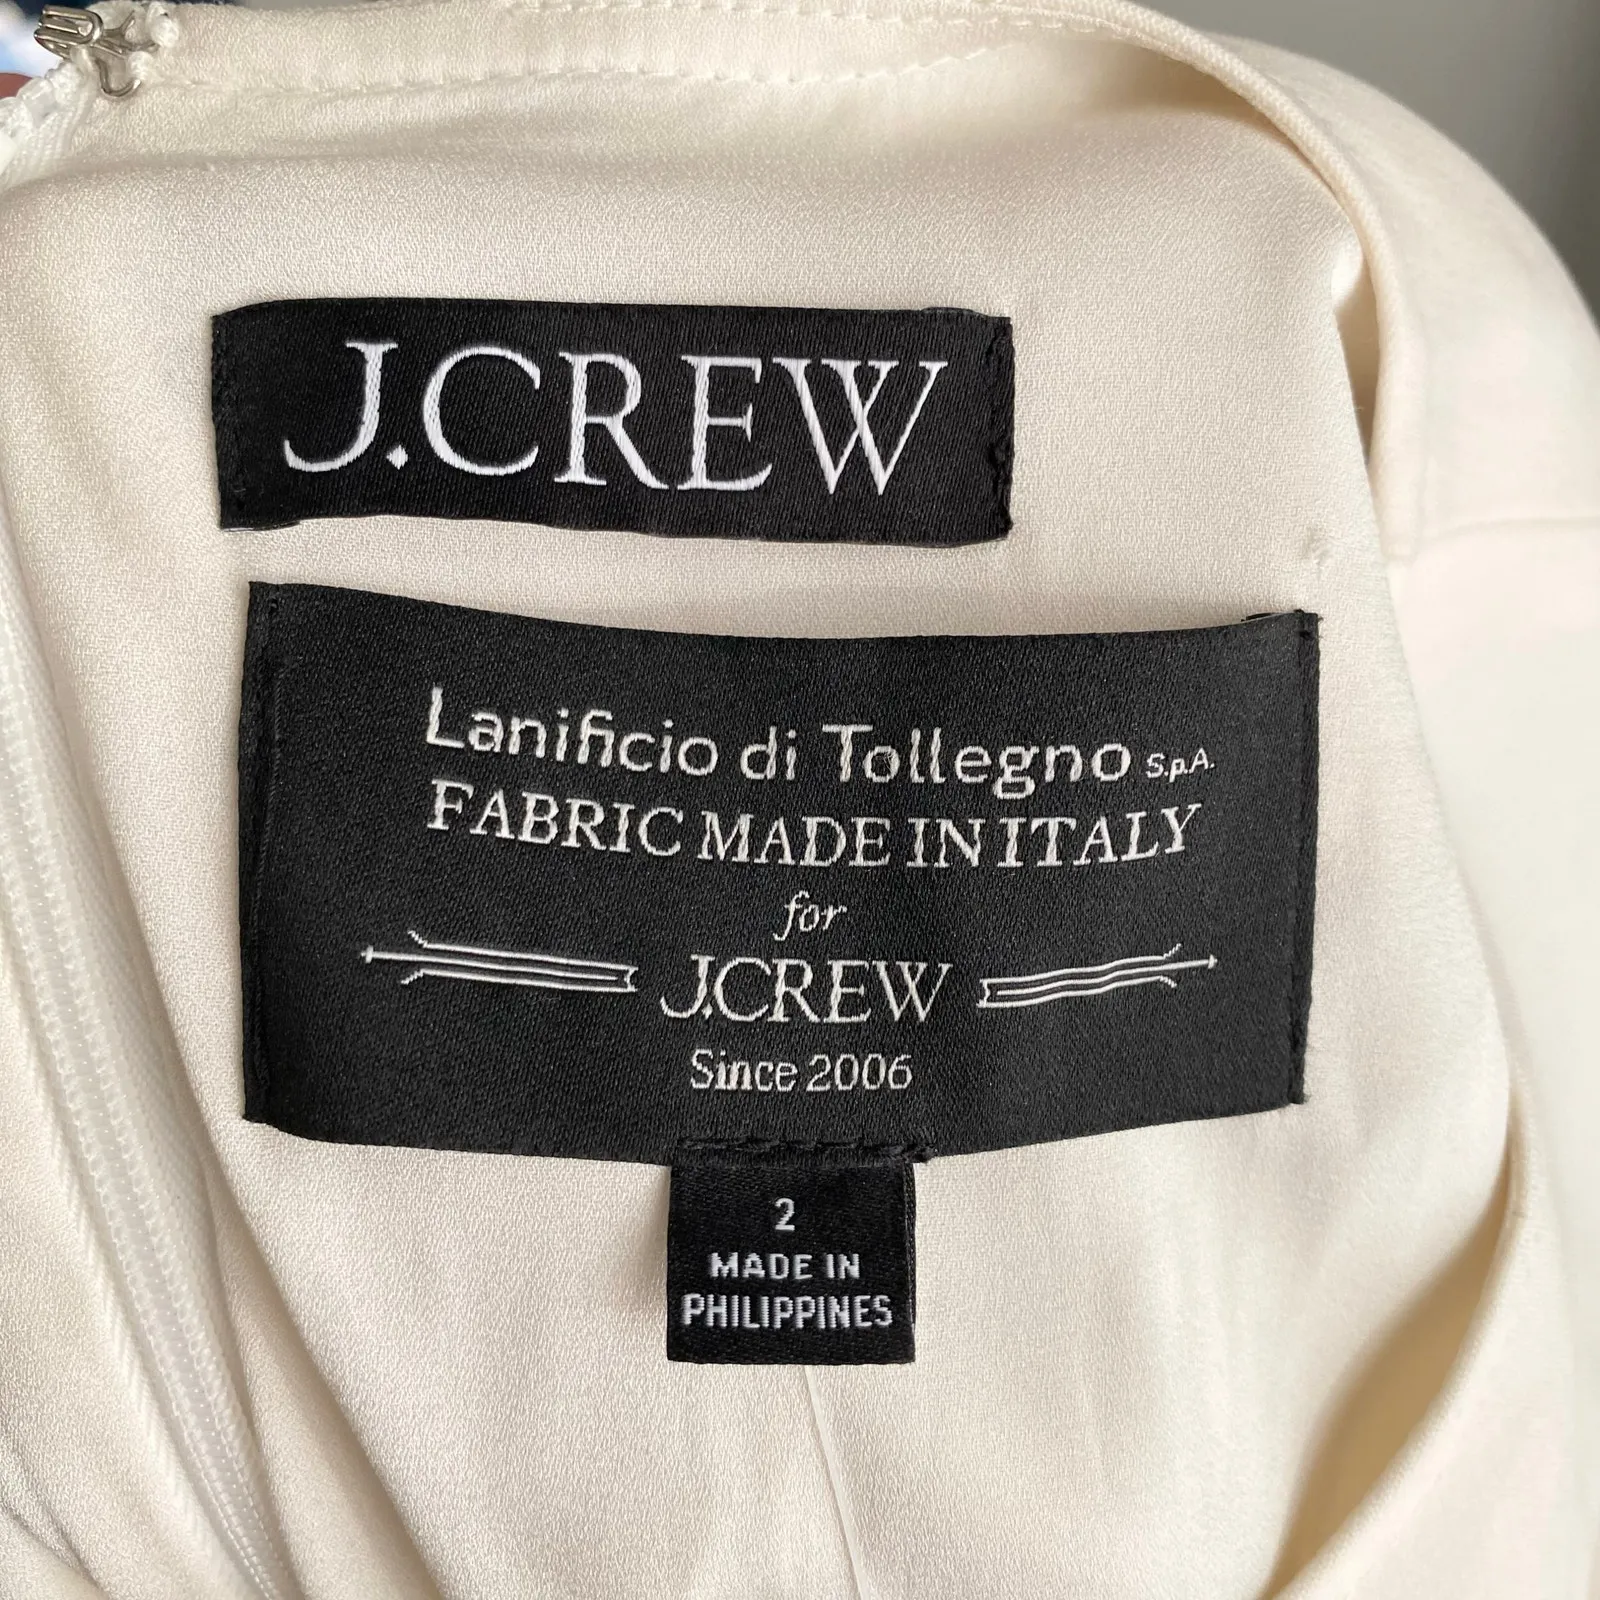 J.CREW
Lanificio di Tollegno S.p.A.
FABRIC MADE IN ITALY
for
J.CREW
Since 2006
2
MADE IN
PHILIPPINES